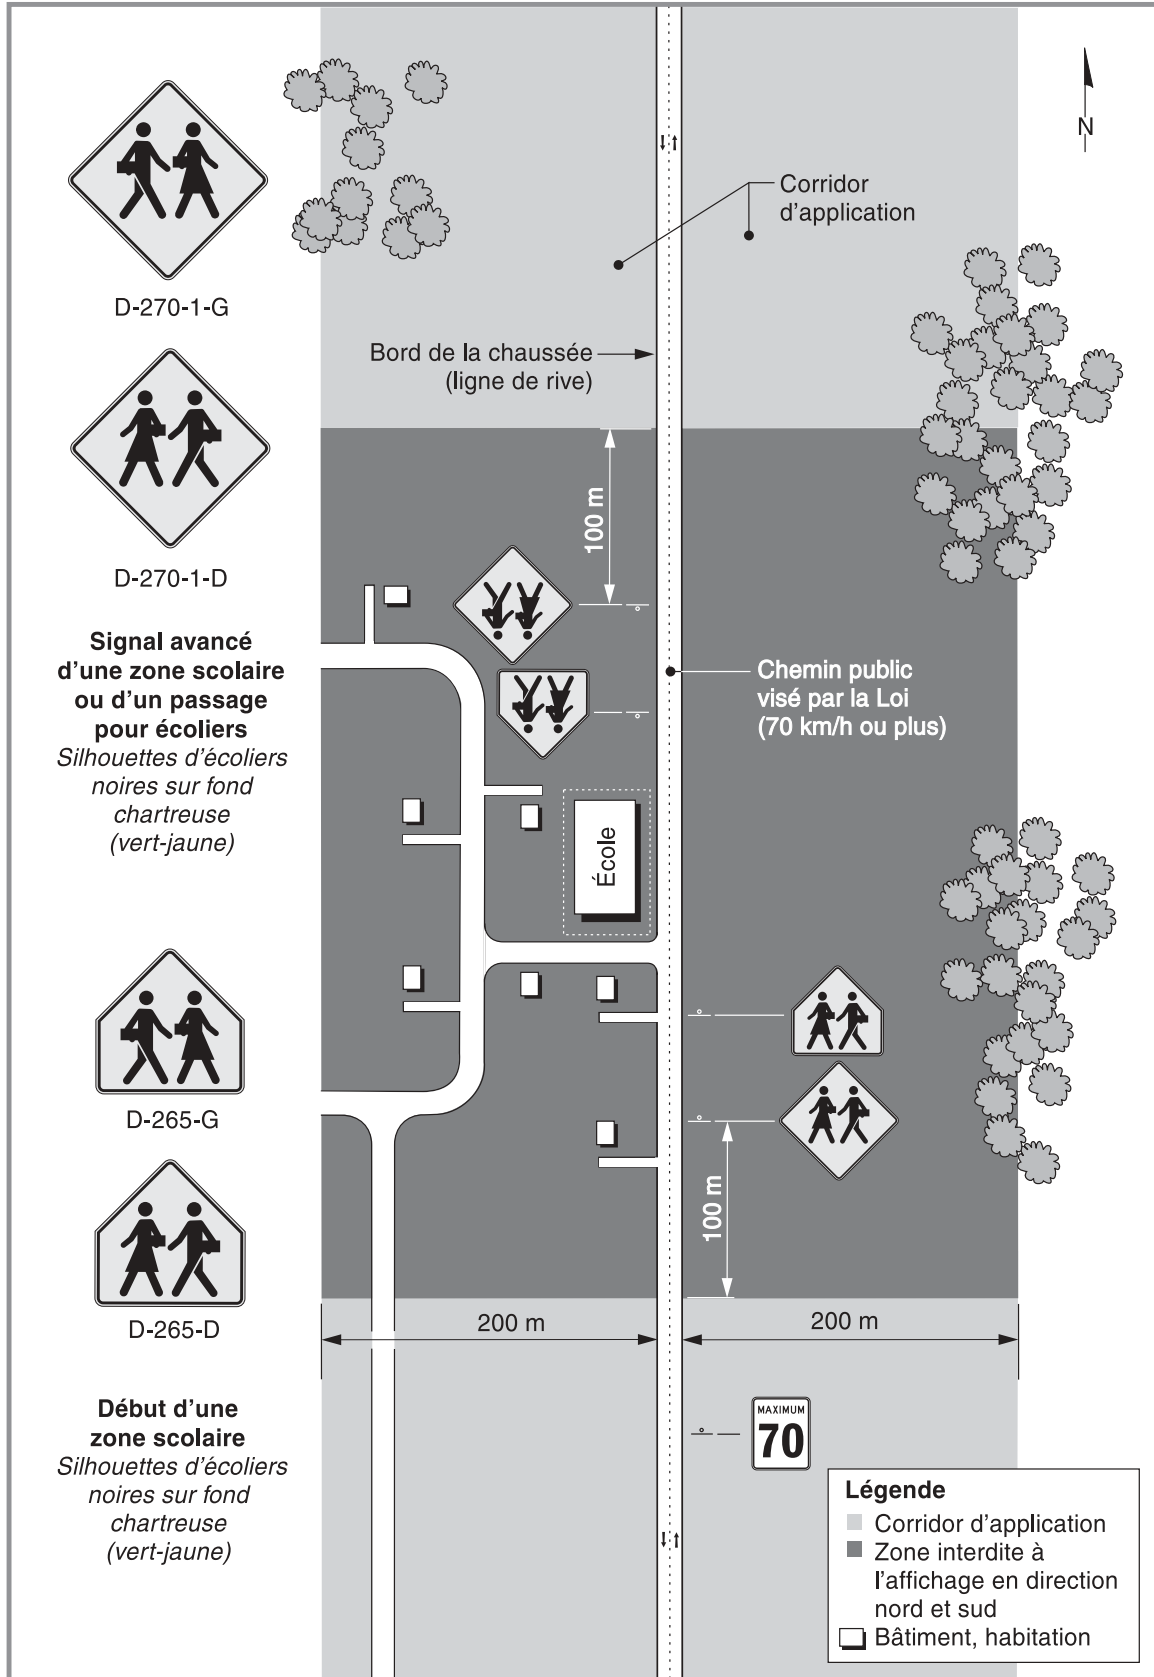 D-270-1-G
D-270-1-D
Signal avancé
d'une zone scolaire
ou d'un passage
pour écoliers
Silhouettes d'écoliers
noires sur fond
chartreuse
(vert-jaune)
D-265-G
D-265-D
Début d'une
zone scolaire
Silhouettes d'écoliers
noires sur fond
chartreuse
(vert-jaune)
N
Corridor
d'application
Bord de la chaussée
(ligne de rive)
100 m
Chemin public
visé par la Loi
(70 km/h ou plus)
École
100 m
200 m
200 m
MAXIMUM
70
Légende
Corridor d'application
Zone interdite à
l'affichage en direction
nord et sud
Bâtiment, habitation